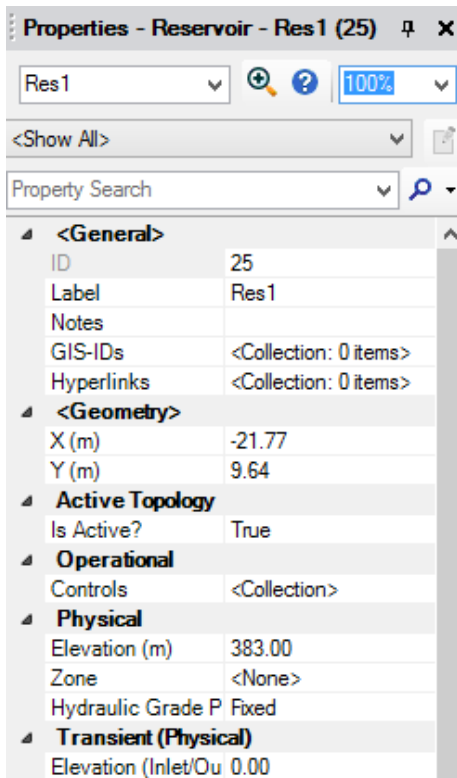 Properties - Reservoir - Res1 (25)
Res1 100%
<Show All>
Property Search
<General>
ID 25
Label Res1
Notes
GIS-IDs <Collection: 0 items>
Hyperlinks <Collection: 0 items>
<Geometry>
X (m) -21.77
Y (m) 9.64
Active Topology
Is Active? True
Operational
Controls <Collection>
Physical
Elevation (m) 383.00
Zone <None>
Hydraulic Grade P Fixed
Transient (Physical)
Elevation (Inlet/Ou 0.00